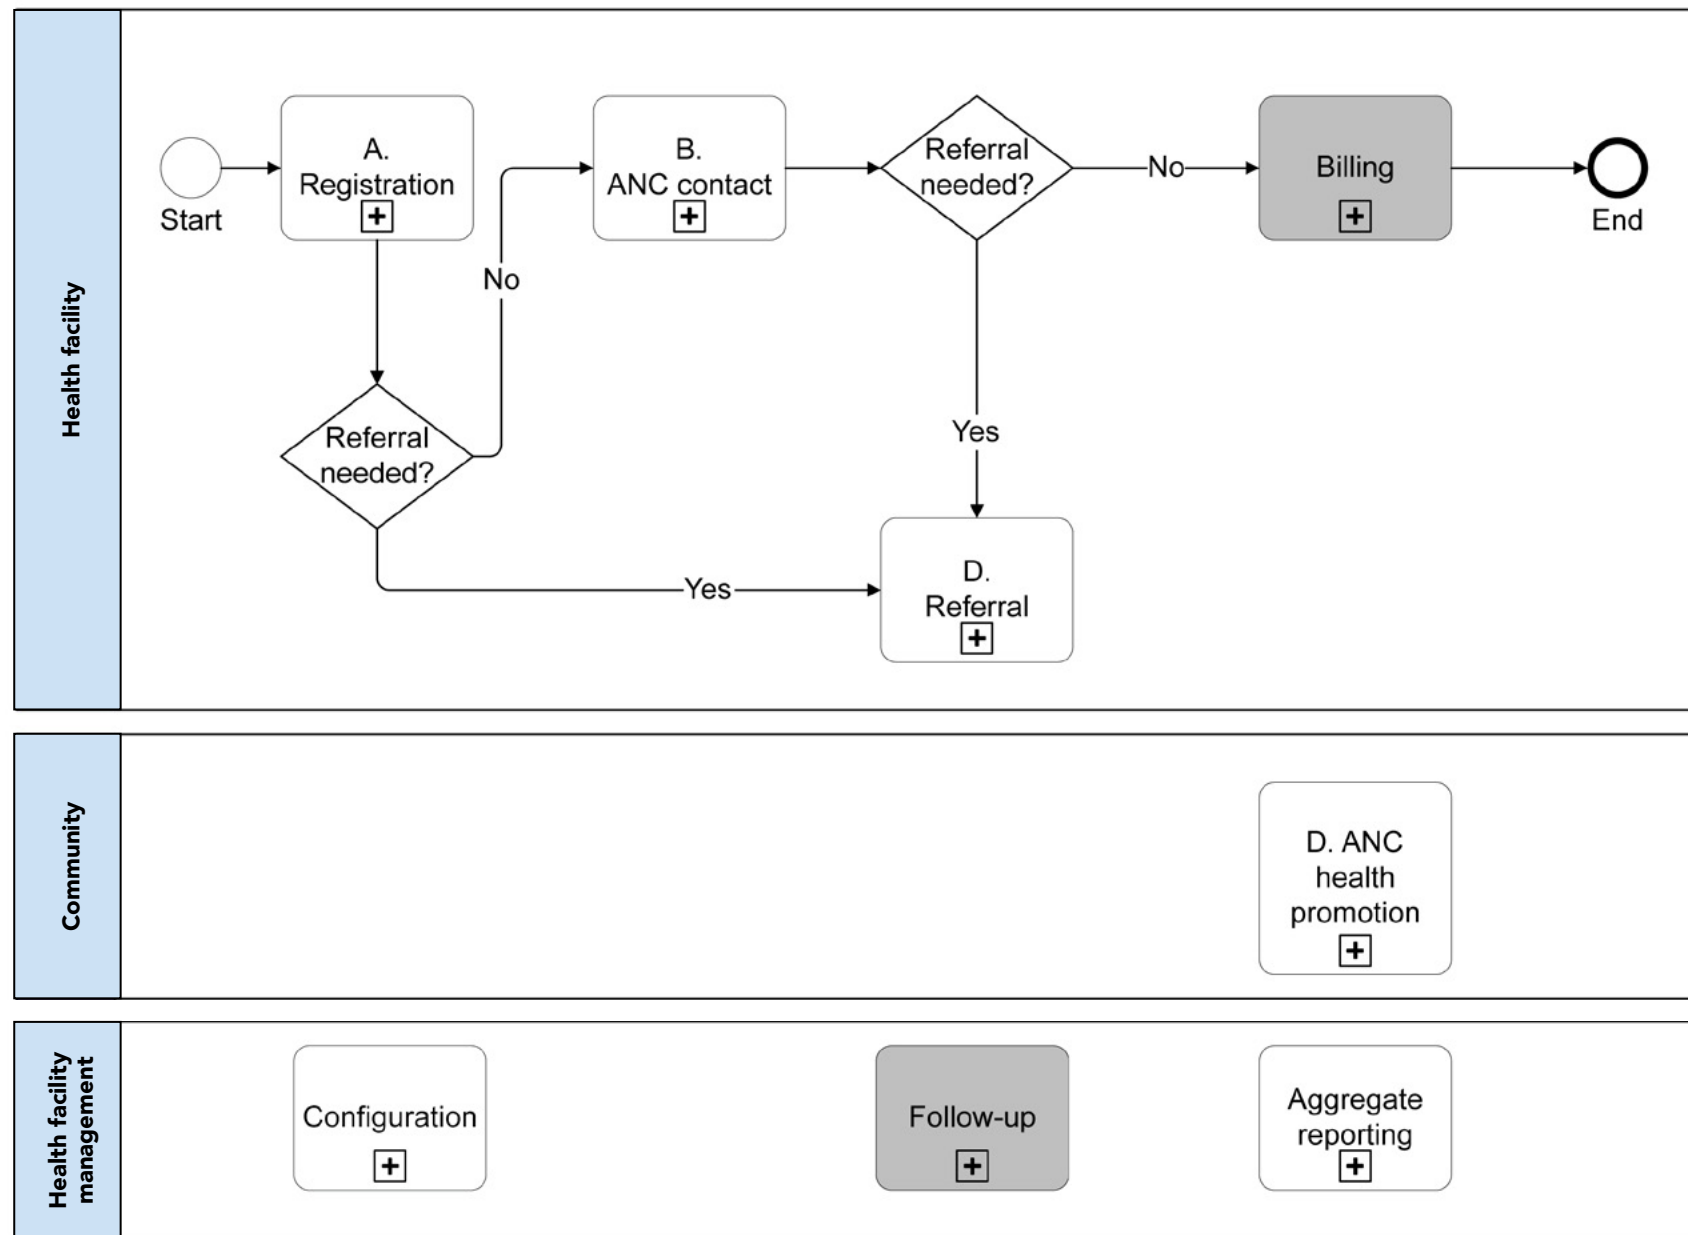 Health facility
Start
A.
Registration
B.
ANC contact
Referral
needed?
No
Billing
End
No
Referral
needed?
Yes
Yes
D.
Referral
Community
D. ANC
health
promotion
Health facility
management
Configuration
Follow-up
Aggregate
reporting